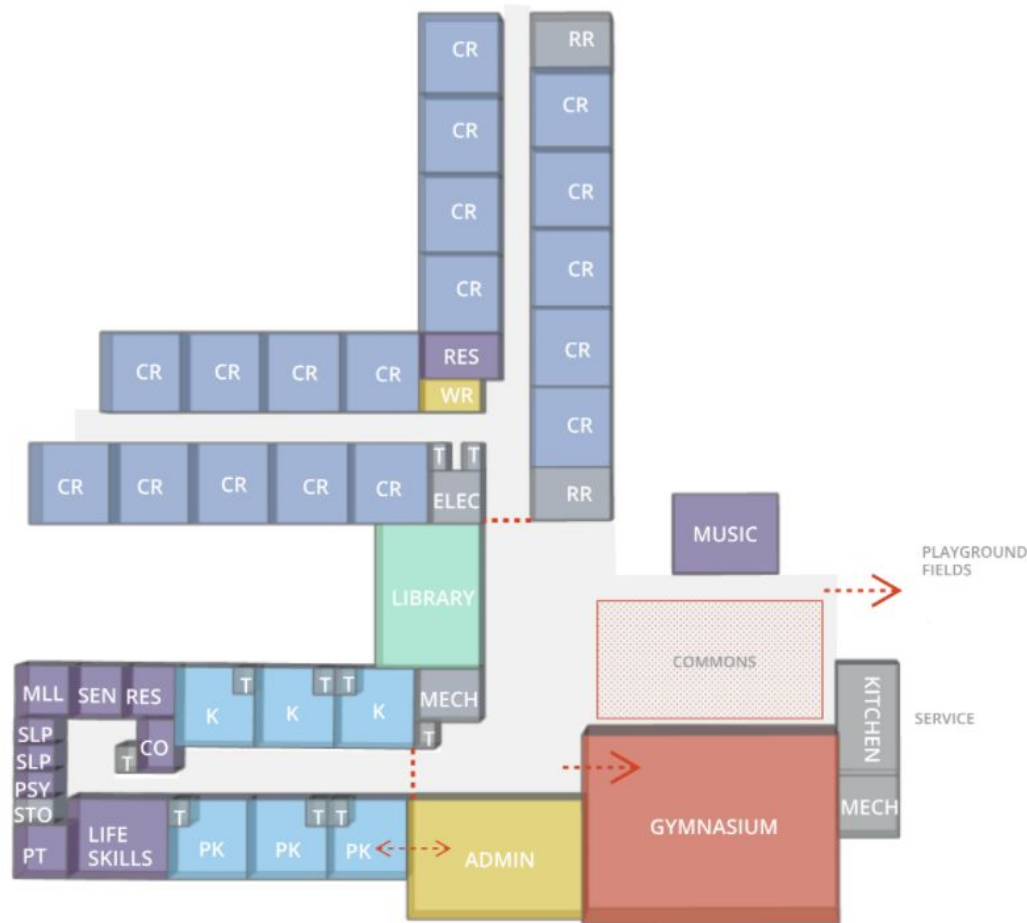 CR
RR
CR
CR
CR
CR
CR
CR
CR
CR
RES
CR
CR
CR
CR
WR
CR
T
T
CR
CR
CR
CR
CR
ELEC
RR
MUSIC
PLAYGROUND
FIELDS
LIBRARY
COMMONS
MLL
SEN
RES
T
T
T
K
K
K
MECH
KITCHEN
SERVICE
SLP
T
CO
SLP
T
PSY
STO
T
T
T
MECH
LIFE
SKILLS
PT
PK
PK
PK
ADMIN
GYMNASIUM